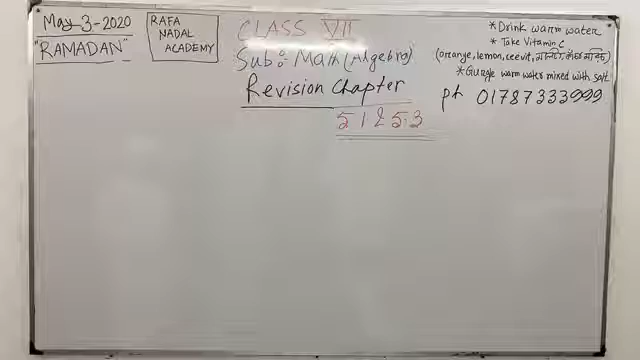 May-3-2020
"RAMADAN"
RAFA
NADAL
ACADEMY
CLASS VII
Sub: Math (Algebra)
Revision Chapter
5.1 & 5.3
* Drink warm water
* Take Vitamin C
(orange, lemon, ceevit,
* Gurgle warm water mixed with salt
ph 01787333999